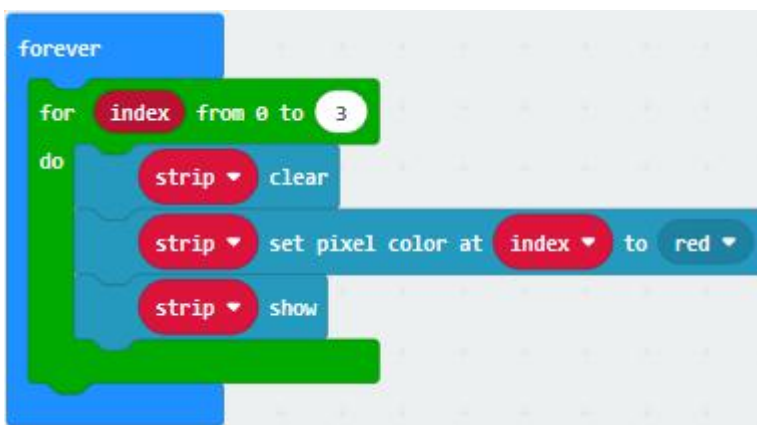 forever
for index from 0 to 3
do
strip clear
strip set pixel color at index to red
strip show